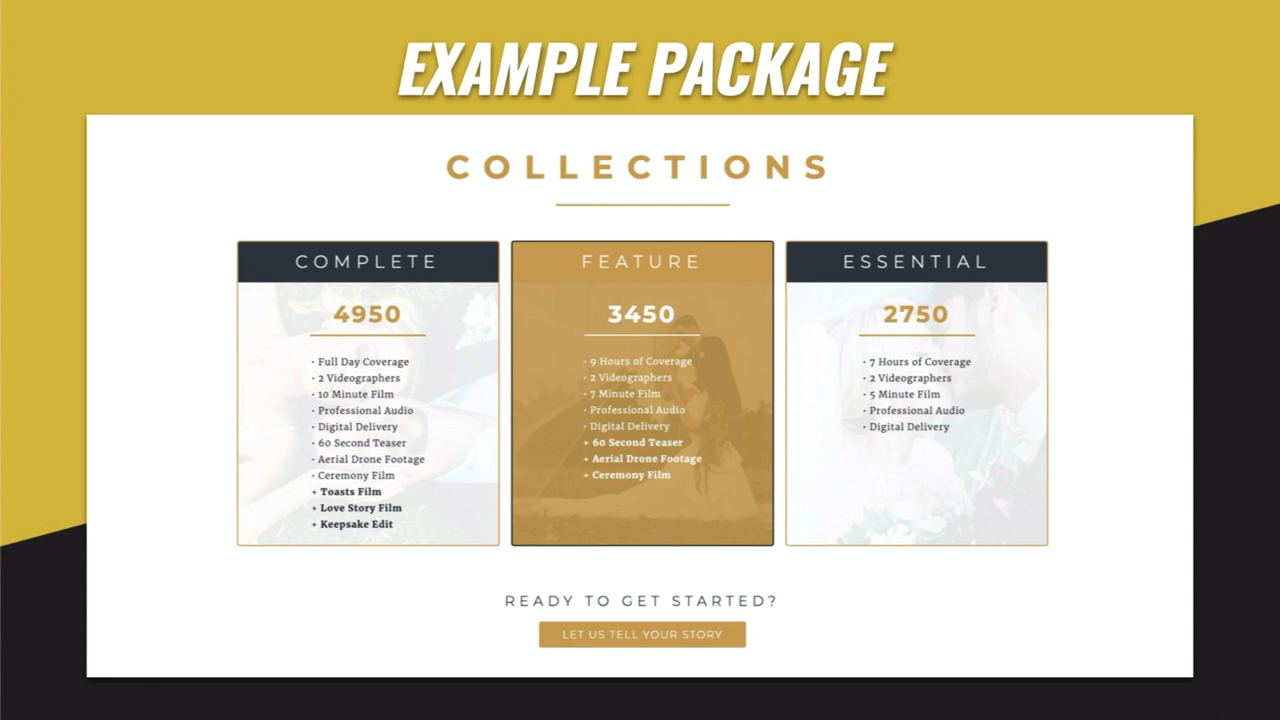 EXAMPLE PACKAGE
COLLECTIONS
COMPLETE
4950
· Full Day Coverage
· 2 Videographers
· 10 Minute Film
· Professional Audio
· Digital Delivery
· 60 Second Teaser
· Aerial Drone Footage
· Ceremony Film
+ Toasts Film
+ Love Story Film
+ Keepsake Edit
FEATURE
3450
· 9 Hours of Coverage
· 2 Videographers
· 7 Minute Film
· Professional Audio
· Digital Delivery
+ 60 Second Teaser
+ Aerial Drone Footage
+ Ceremony Film
ESSENTIAL
2750
· 7 Hours of Coverage
· 2 Videographers
· 5 Minute Film
· Professional Audio
· Digital Delivery
READY TO GET STARTED?
LET US TELL YOUR STORY